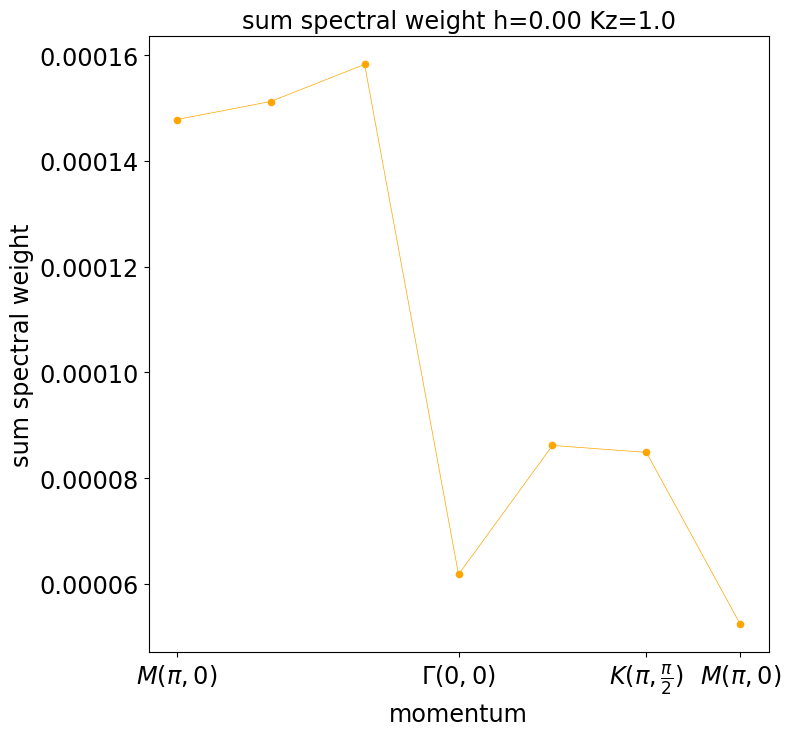 sum spectral weight h=0.00 Kz=1.0
0.00016
0.00014
0.00012
0.00010
0.00008
0.00006
sum spectral weight
M(π, 0)
Γ(0, 0)
K(π, π/2)
M(π, 0)
momentum